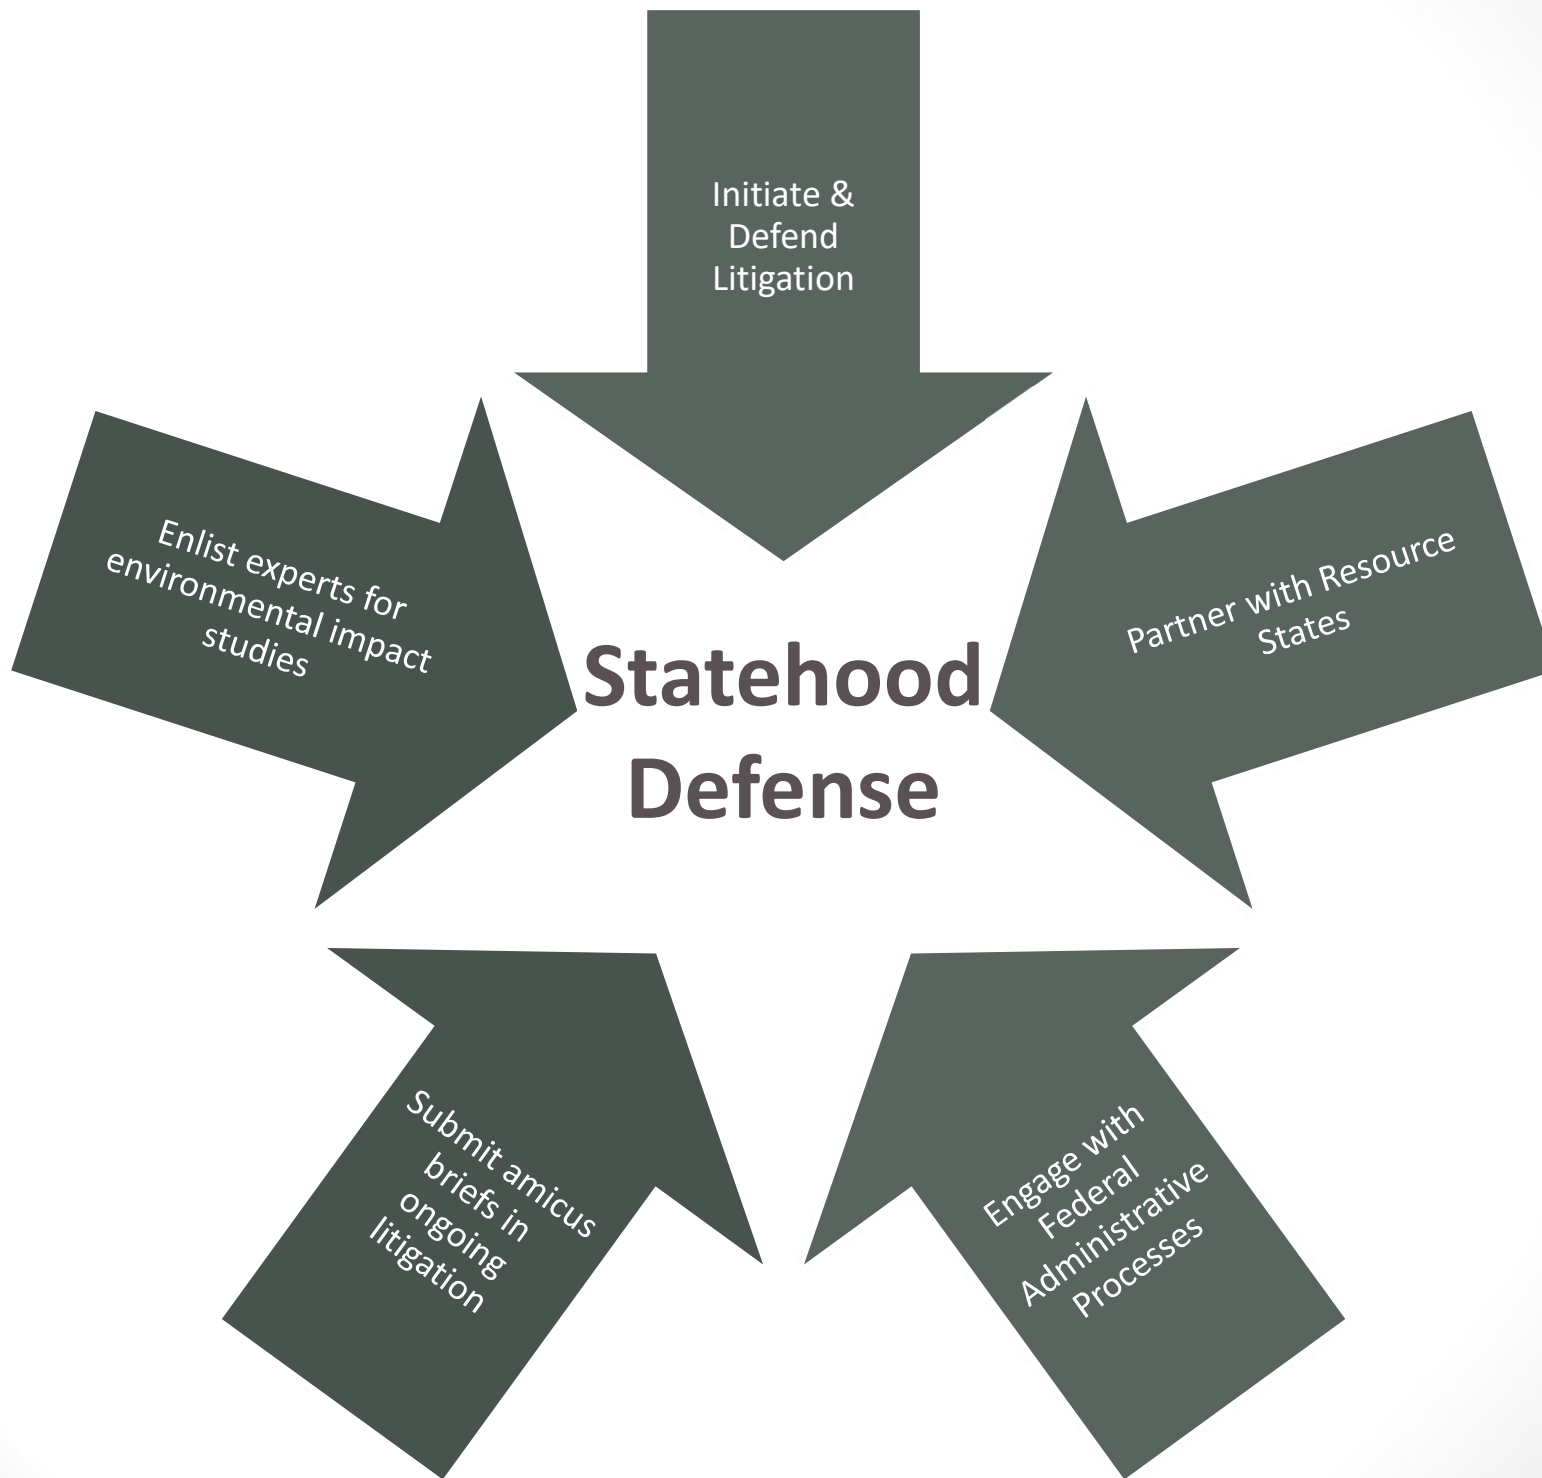 Initiate &
Defend
Litigation
Enlist experts for
environmental impact
studies
Partner with Resource
States
Statehood
Defense
Submit amicus
briefs in
ongoing
litigation
Engage with
Federal
Administrative
Processes